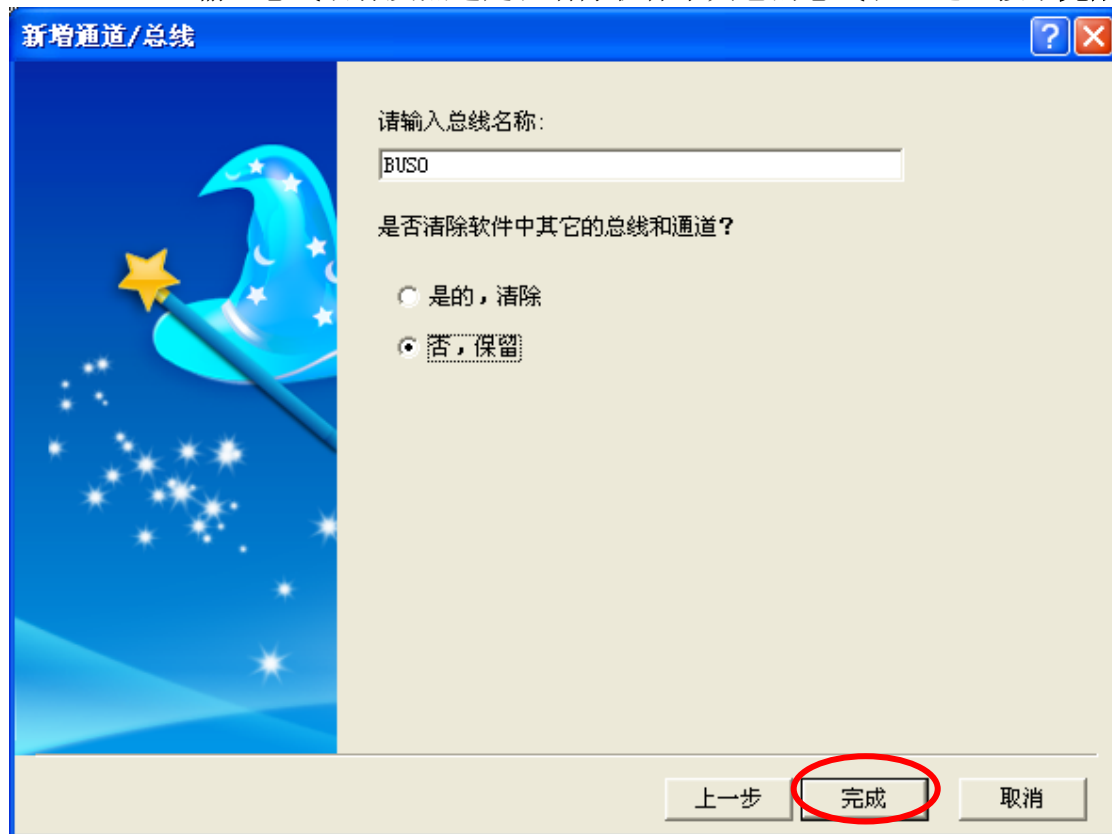 新增通道/总线
请输入总线名称:
BUS0
是否清除软件中其它的总线和通道?
是的，清除
否，保留
上一步 完成 取消